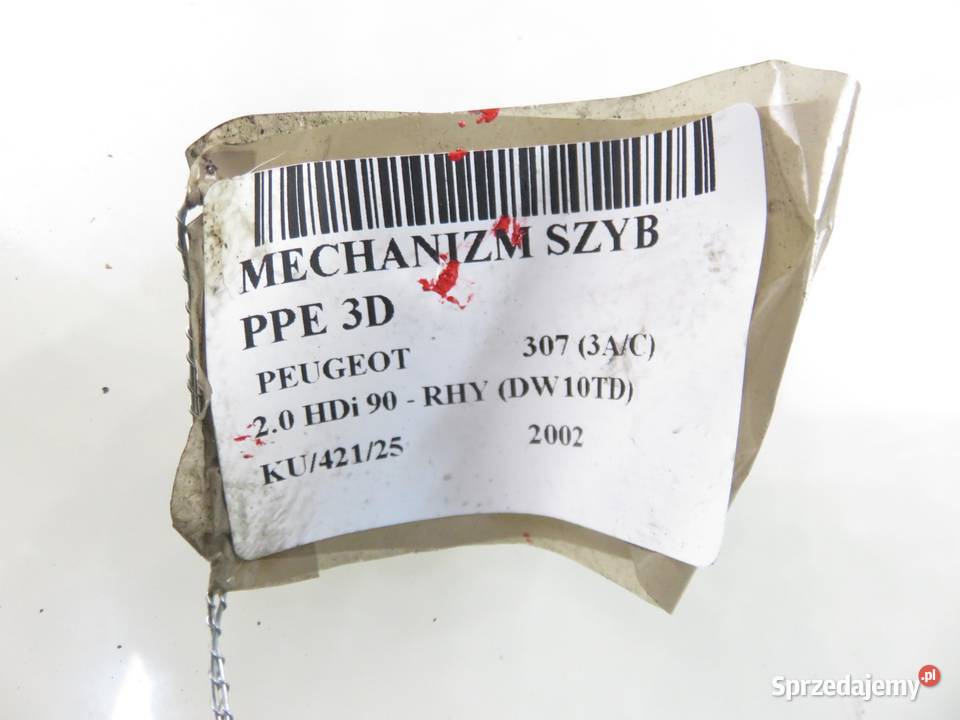 MECHANIZM SZYB
PPE 3D
PEUGEOT 307 (3A/C)
2.0 HDi 90 - RHY (DW10TD)
KU/421/25 2002
Sprzedajemy.pl